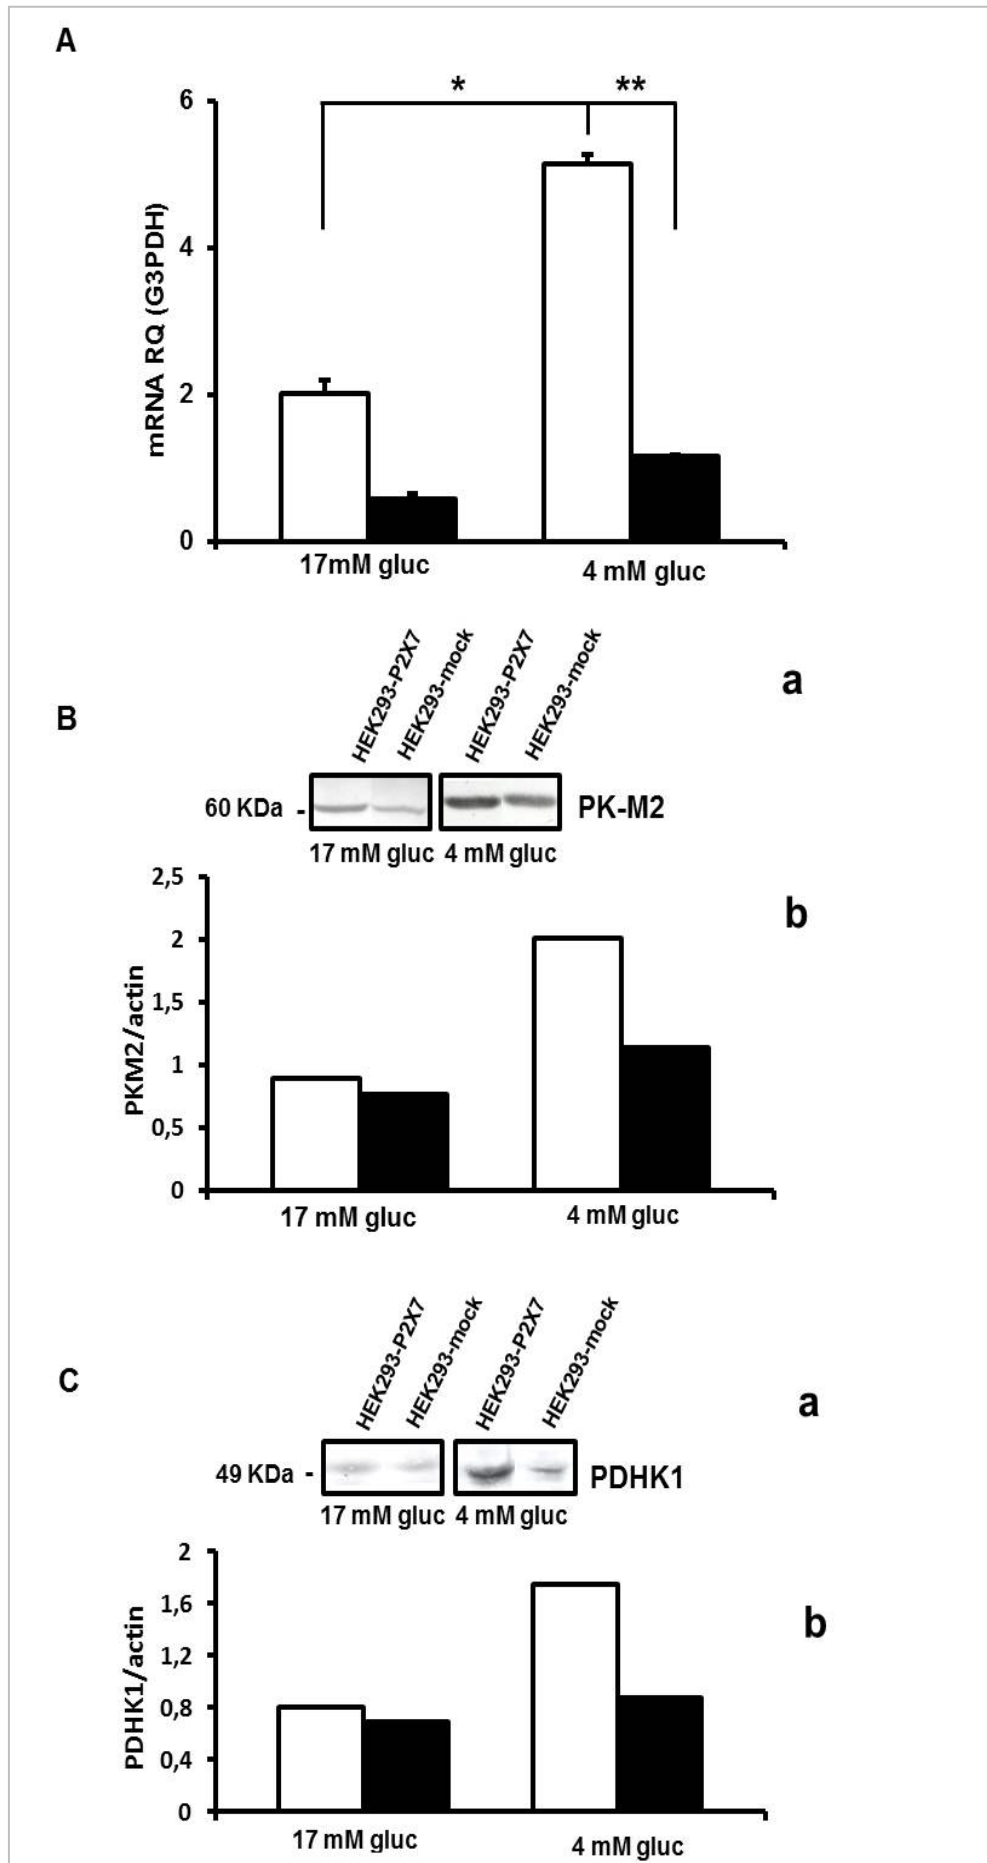 A
* **
6
4
2
0
mRNA RQ (G3PDH)
17mM gluc
4 mM gluc
B
HEK293-P2X7
HEK293-mock
HEK293-P2X7
HEK293-mock
a
60 KDa -
PK-M2
17 mM gluc 4 mM gluc
b
2,5
2
1,5
1
0,5
0
PKM2/actin
17 mM gluc
4 mM gluc
C
HEK293-P2X7
HEK293-mock
HEK293-P2X7
HEK293-mock
a
49 KDa -
PDHK1
17 mM gluc 4 mM gluc
b
2
1,6
1,2
0,8
0,4
0
PDHK1/actin
17 mM gluc
4 mM gluc